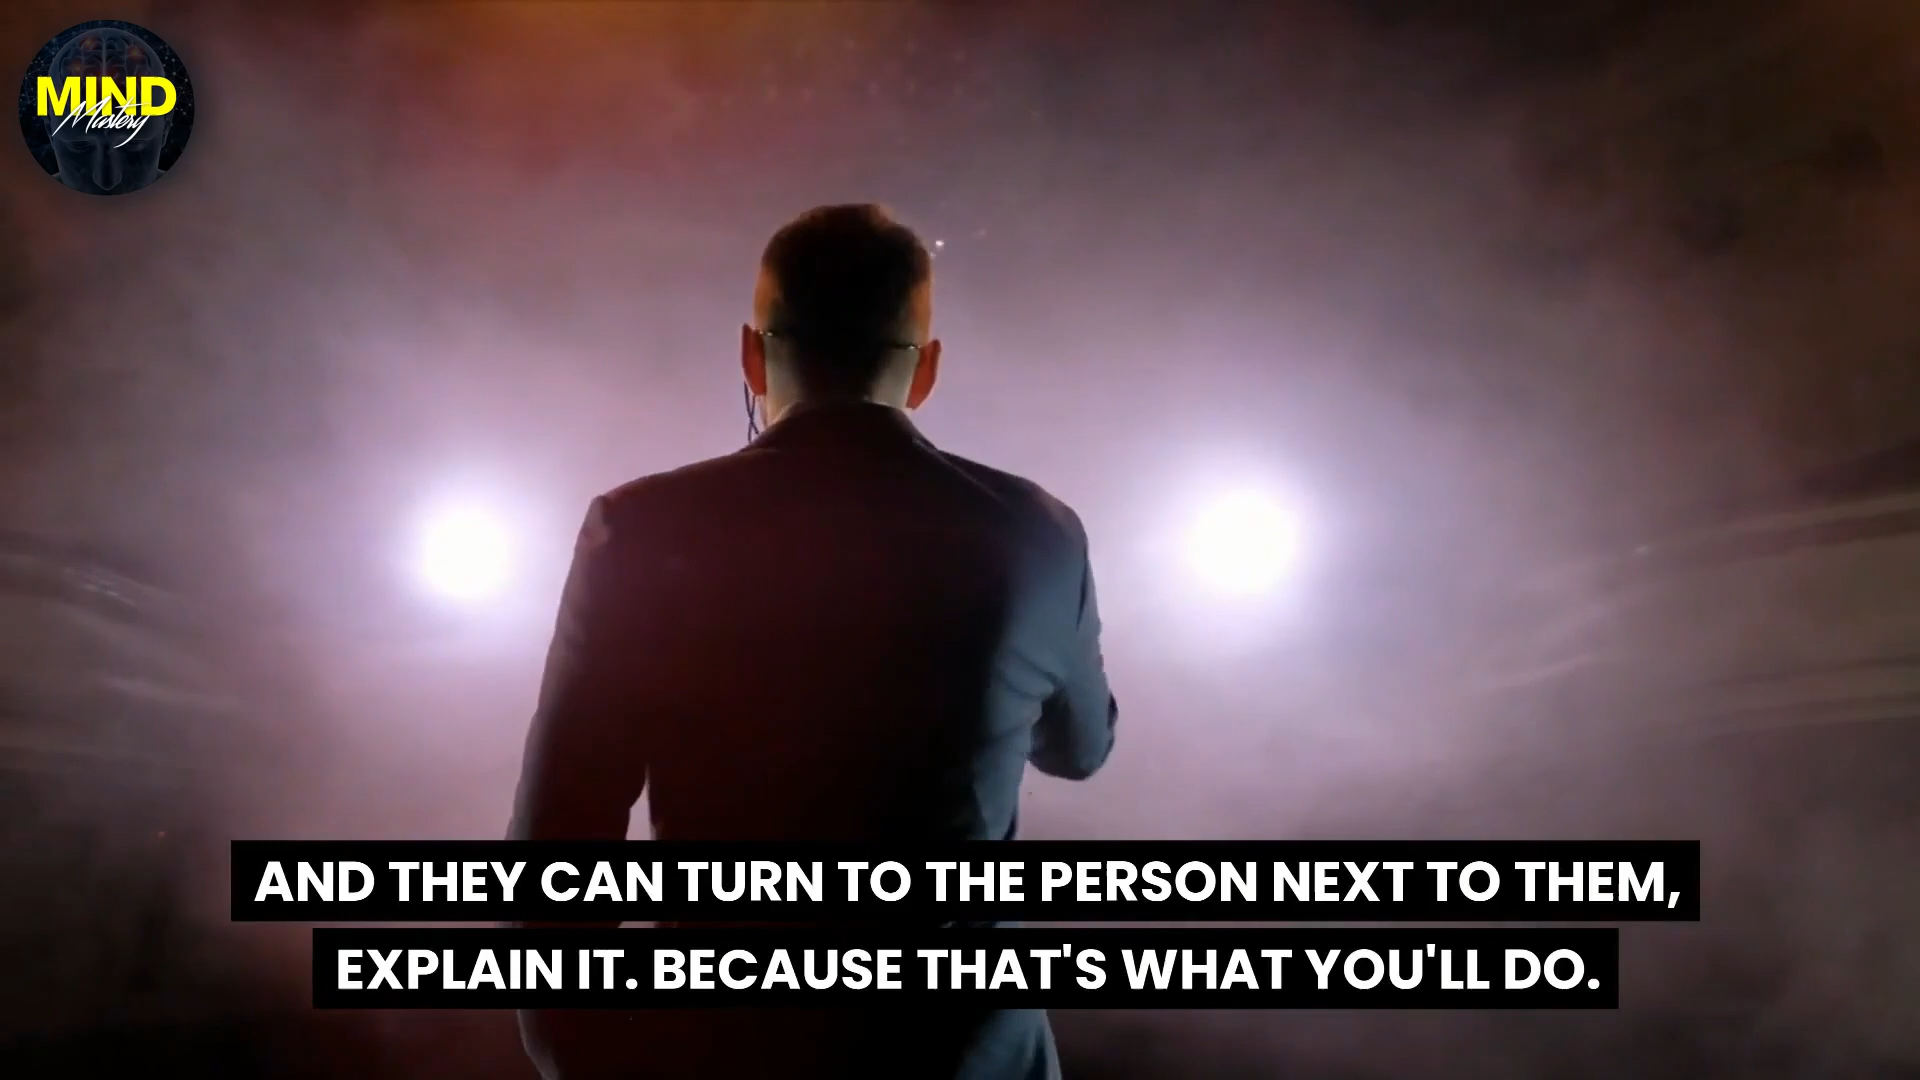 MIND
Mastery
AND THEY CAN TURN TO THE PERSON NEXT TO THEM,
EXPLAIN IT. BECAUSE THAT'S WHAT YOU'LL DO.